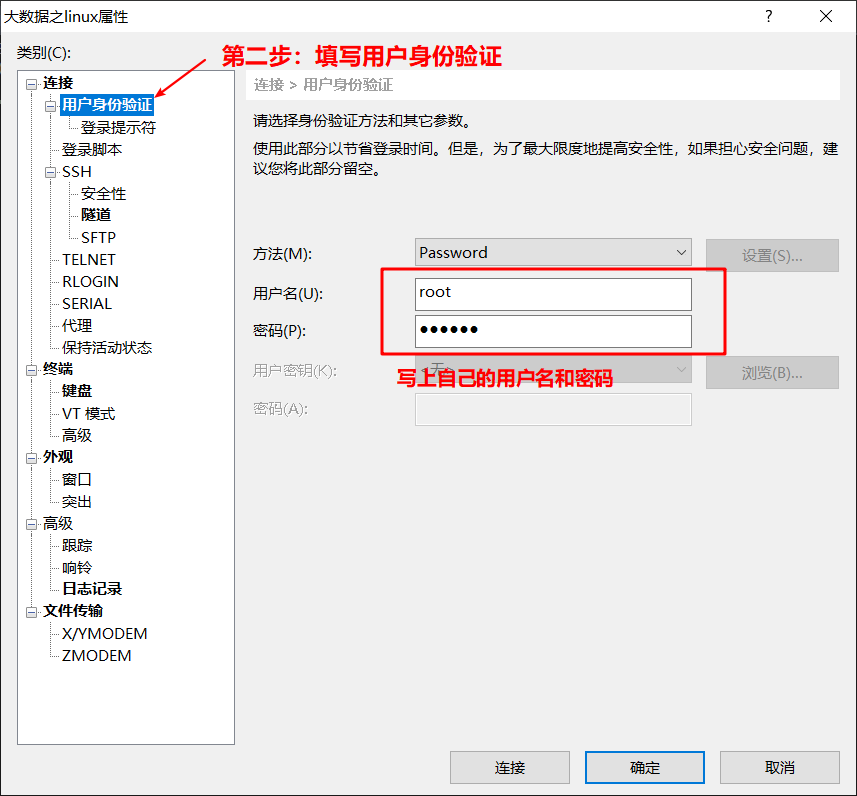 大数据之linux属性
?
类别(C):
第二步：填写用户身份验证
连接
用户身份验证
登录提示符
登录脚本
SSH
安全性
隧道
SFTP
TELNET
RLOGIN
SERIAL
代理
保持活动状态
终端
键盘
VT 模式
高级
外观
窗口
突出
高级
跟踪
响铃
日志记录
文件传输
X/YMODEM
ZMODEM
连接 > 用户身份验证
请选择身份验证方法和其它参数。
使用此部分以节省登录时间。但是，为了最大限度地提高安全性，如果担心安全问题，建
议您将此部分留空。
方法(M):
Password
设置(S)...
用户名(U):
root
密码(P):
●●●●●●
用户密钥(K):
<无>
浏览(B)...
写上自己的用户名和密码
密码(A):
连接
确定
取消